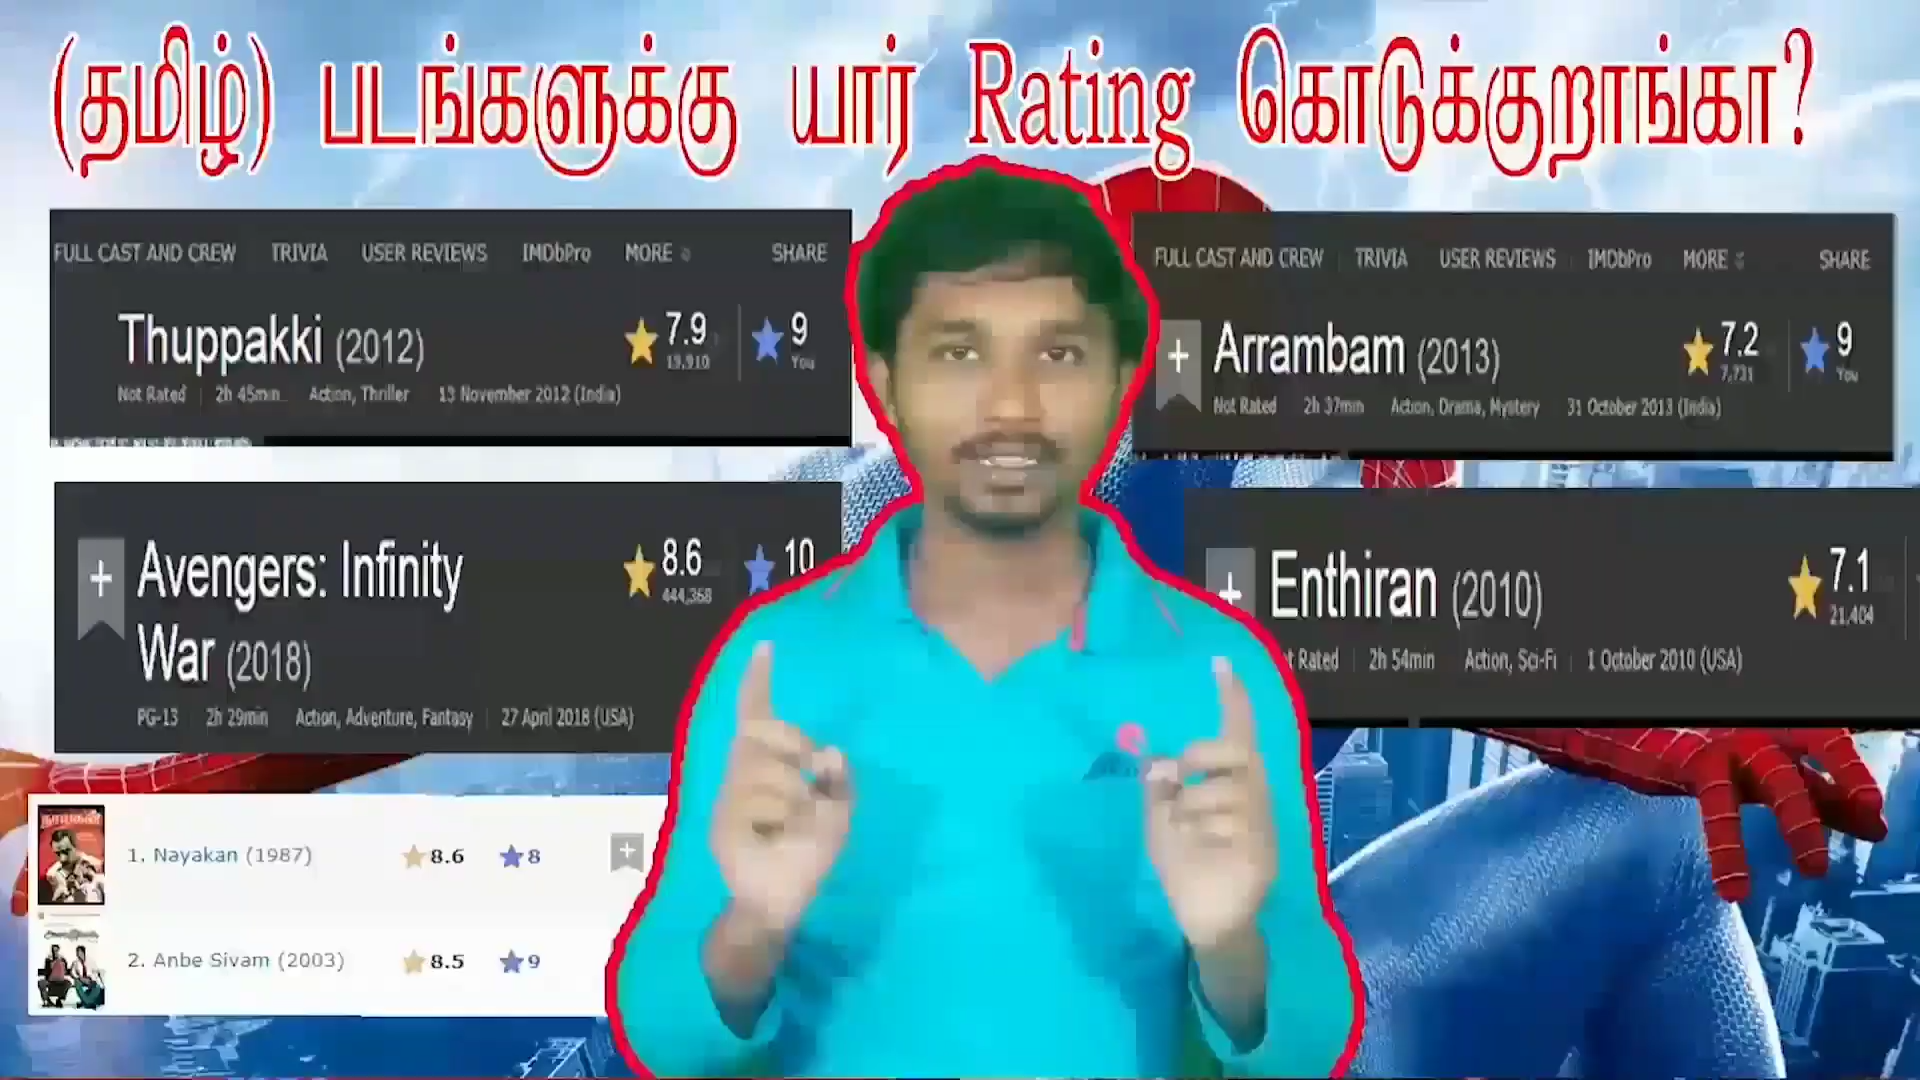 (தமிழ்) படங்களுக்கு யார் Rating கொடுக்குறாங்கா?
FULL CAST AND CREW TRIVIA USER REVIEWS IMDbPro MORE SHARE
Thuppakki (2012) 7.9 9
13,910 You
Not Rated 2h 45min Action, Thriller 13 November 2012 (India)
FULL CAST AND CREW TRIVIA USER REVIEWS IMDbPro MORE SHARE
+ Arrambam (2013) 7.2 9
7,731 You
Not Rated 2h 37min Action, Drama, Mystery 31 October 2013 (India)
+ Avengers: Infinity 8.6 10
444,368
War (2018)
PG-13 2h 29min Action, Adventure, Fantasy 27 April 2018 (USA)
+ Enthiran (2010) 7.1
21,404
Rated 2h 54min Action, Sci-Fi 1 October 2010 (USA)
நாயகன்
1. Nayakan (1987) 8.6 8 +
2. Anbe Sivam (2003) 8.5 9